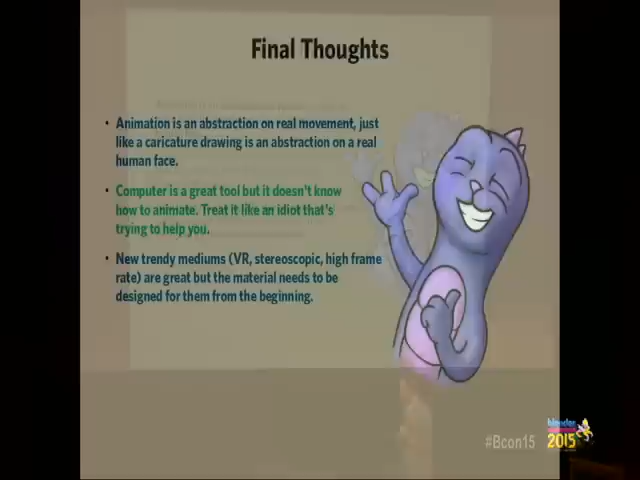 Final Thoughts
• Animation is an abstraction on real movement, just
like a caricature drawing is an abstraction on a real
human face.
• Computer is a great tool but it doesn't know
how to animate. Treat it like an idiot that's
trying to help you.
• New trendy mediums (VR, stereoscopic, high frame
rate) are great but the material needs to be
designed for them from the beginning.
#Bcon15
blender
2015